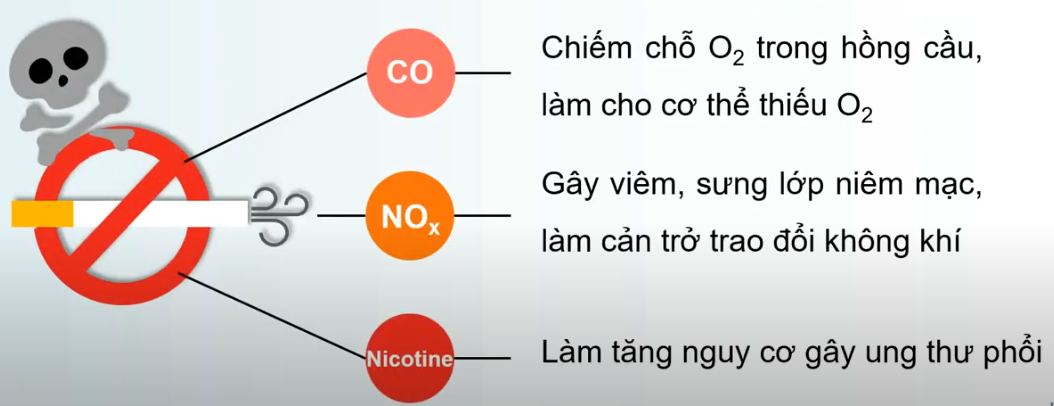 CO
Chiếm chỗ O₂ trong hồng cầu,
làm cho cơ thể thiếu O₂
NOₓ
Gây viêm, sưng lớp niêm mạc,
làm cản trở trao đổi không khí
Nicotine
Làm tăng nguy cơ gây ung thư phổi